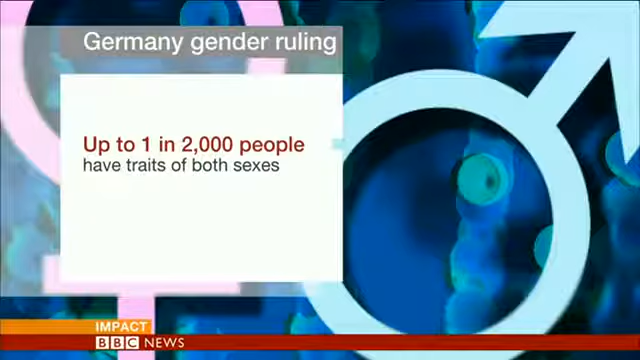 Germany gender ruling
Up to 1 in 2,000 people
have traits of both sexes
IMPACT
BBC NEWS